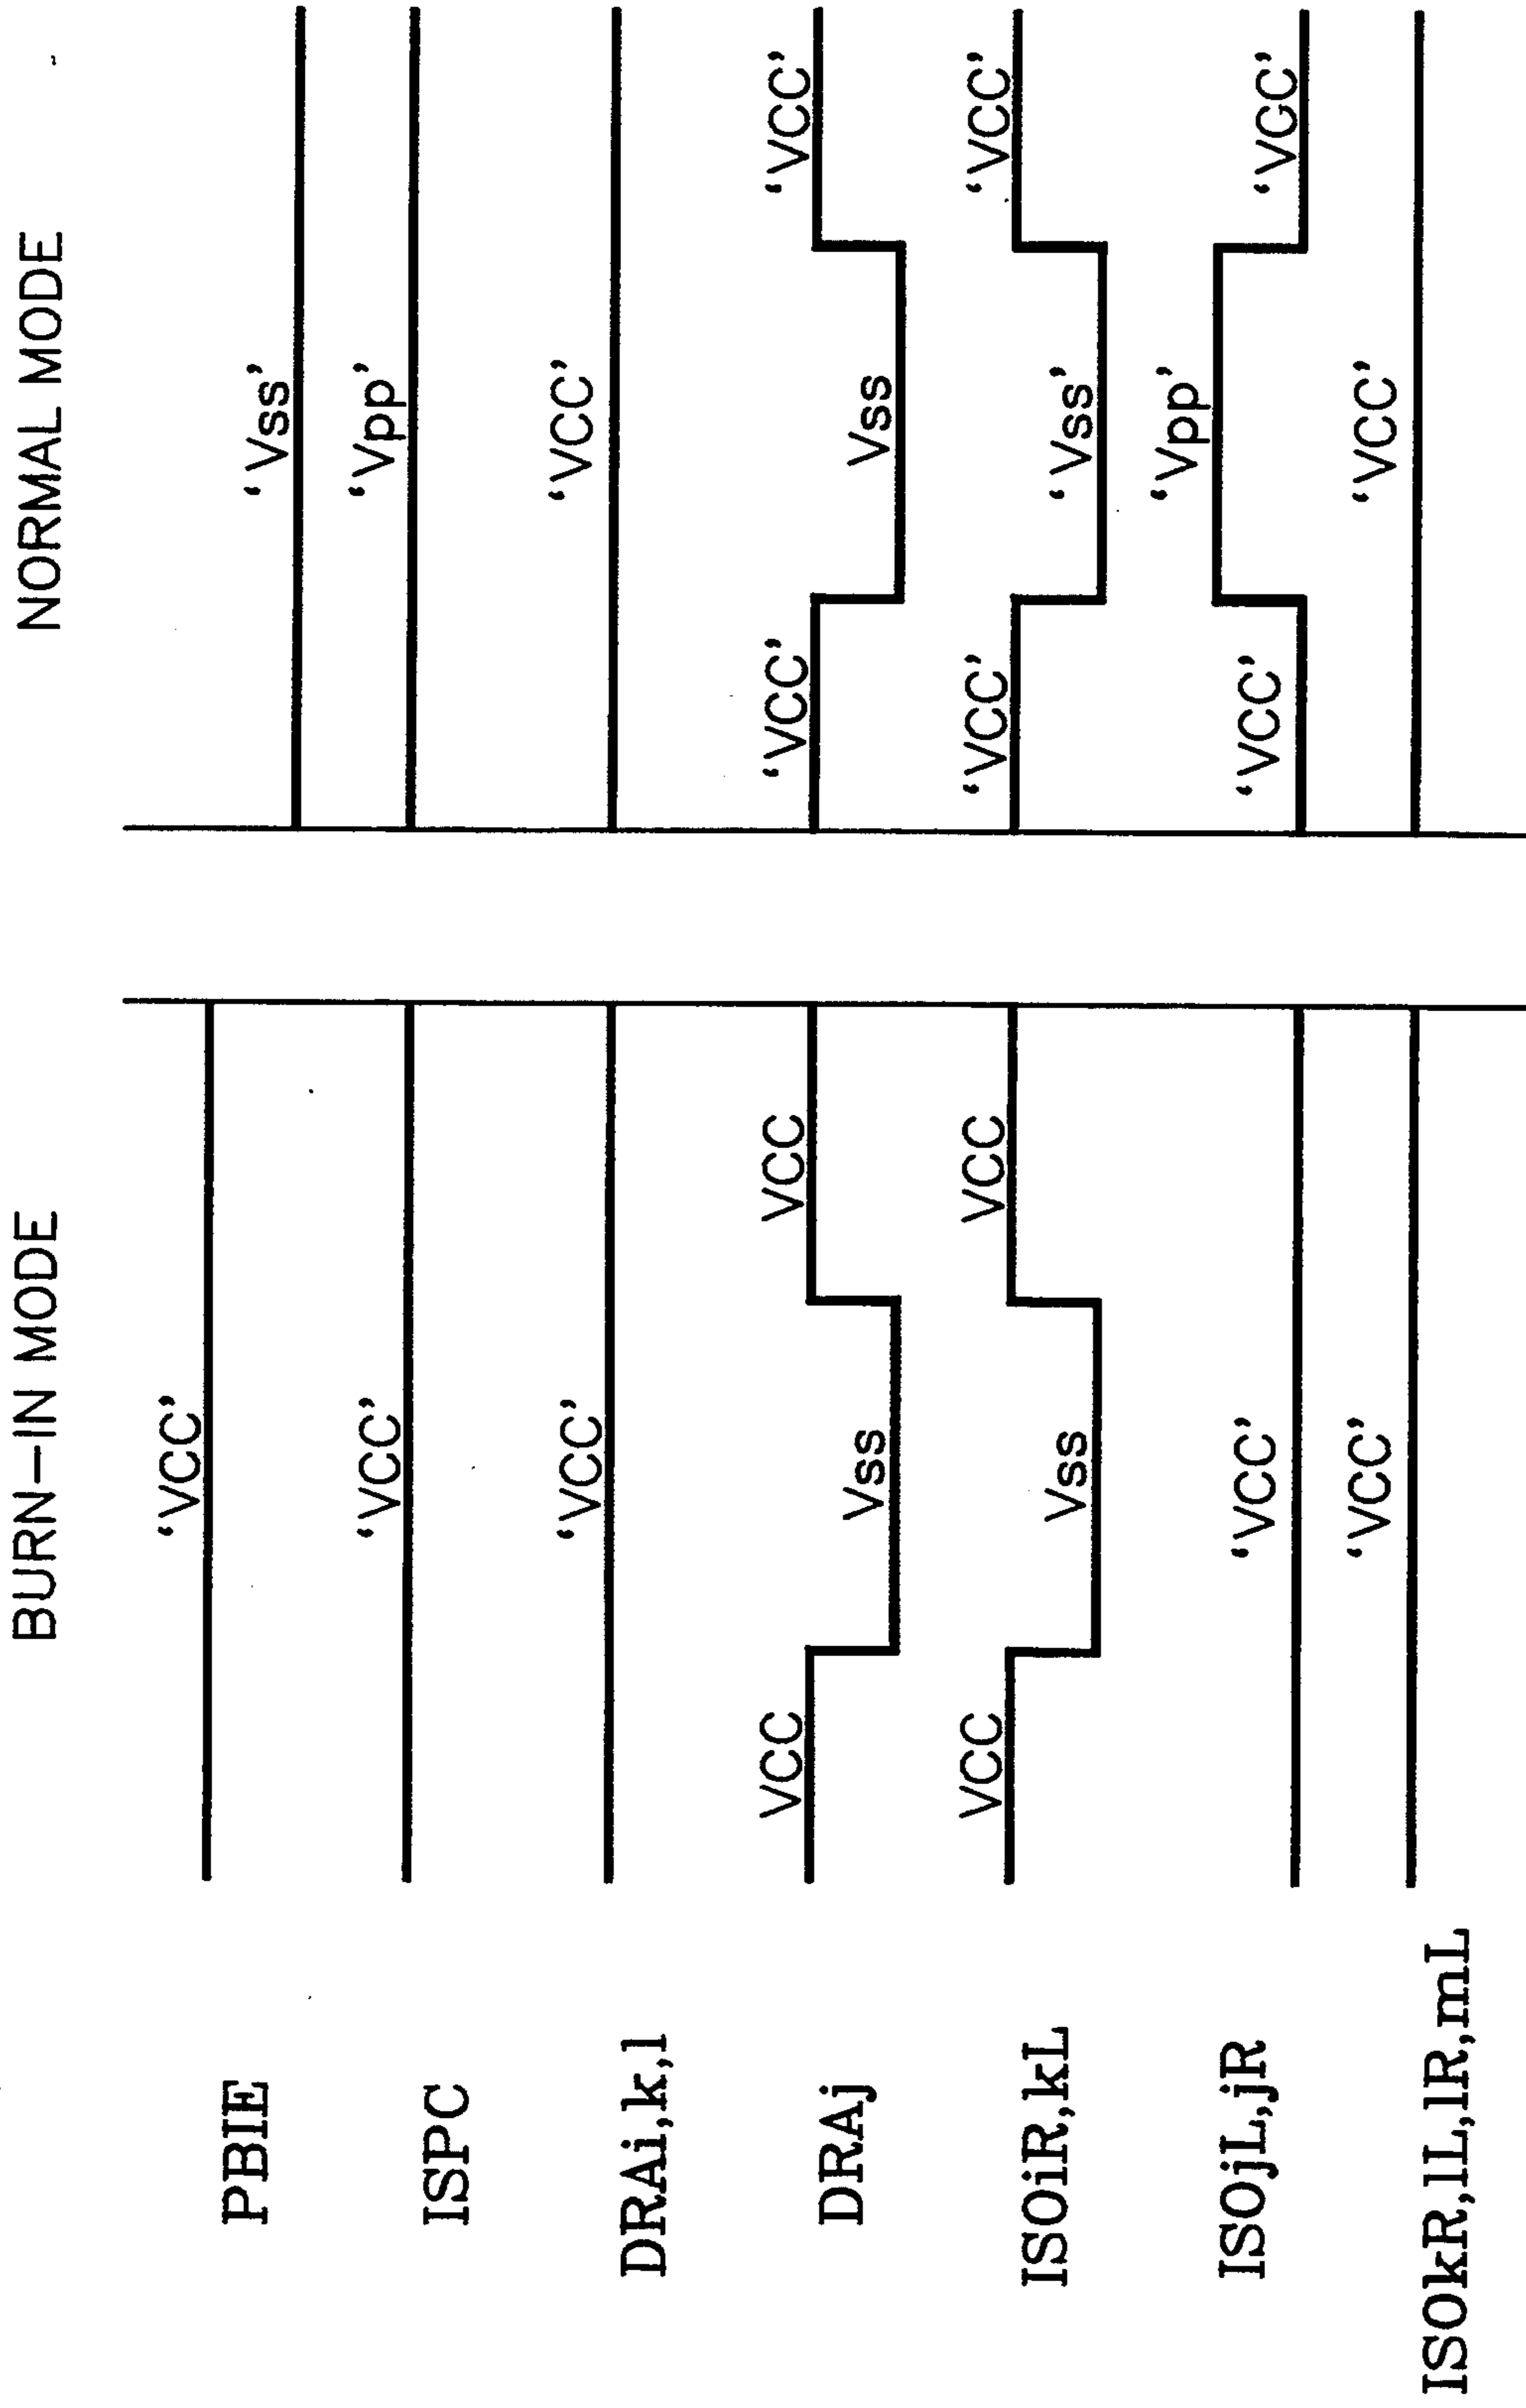 BURN-IN MODE
NORMAL MODE
PBIE
‘VCC’
‘Vss’
ISPC
‘VCC’
‘Vpp’
DRAi,k,l
‘VCC’
‘VCC’
DRAj
VCC
Vss
VCC
‘VCC’
Vss
‘VCC’
ISOiR,kL
VCC
Vss
VCC
‘VCC’
‘Vss’
‘VCC’
ISOjL,jR
‘VCC’
‘VCC’
‘Vpp’
‘VGC’
ISOkR,lL,lR,mL
‘VCC’
‘VCC’